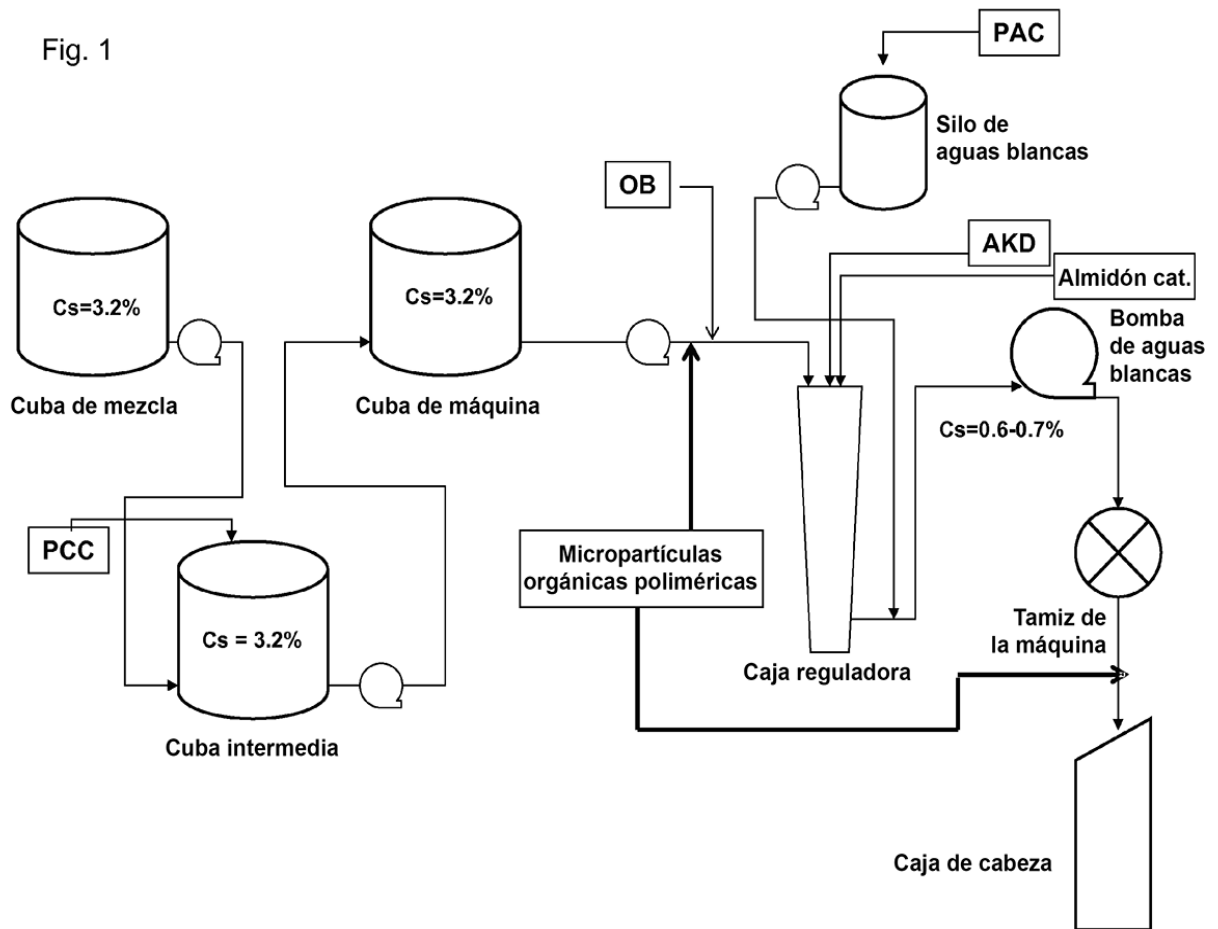 Fig. 1
PAC
Silo de
aguas blancas
OB
AKD
Almidón cat.
Cs=3.2%
Cs=3.2%
Bomba
de aguas
blancas
Cuba de mezcla
Cuba de máquina
Cs=0.6-0.7%
PCC
Micropartículas
orgánicas poliméricas
Cs = 3.2%
Tamiz de
la máquina
Caja reguladora
Cuba intermedia
Caja de cabeza